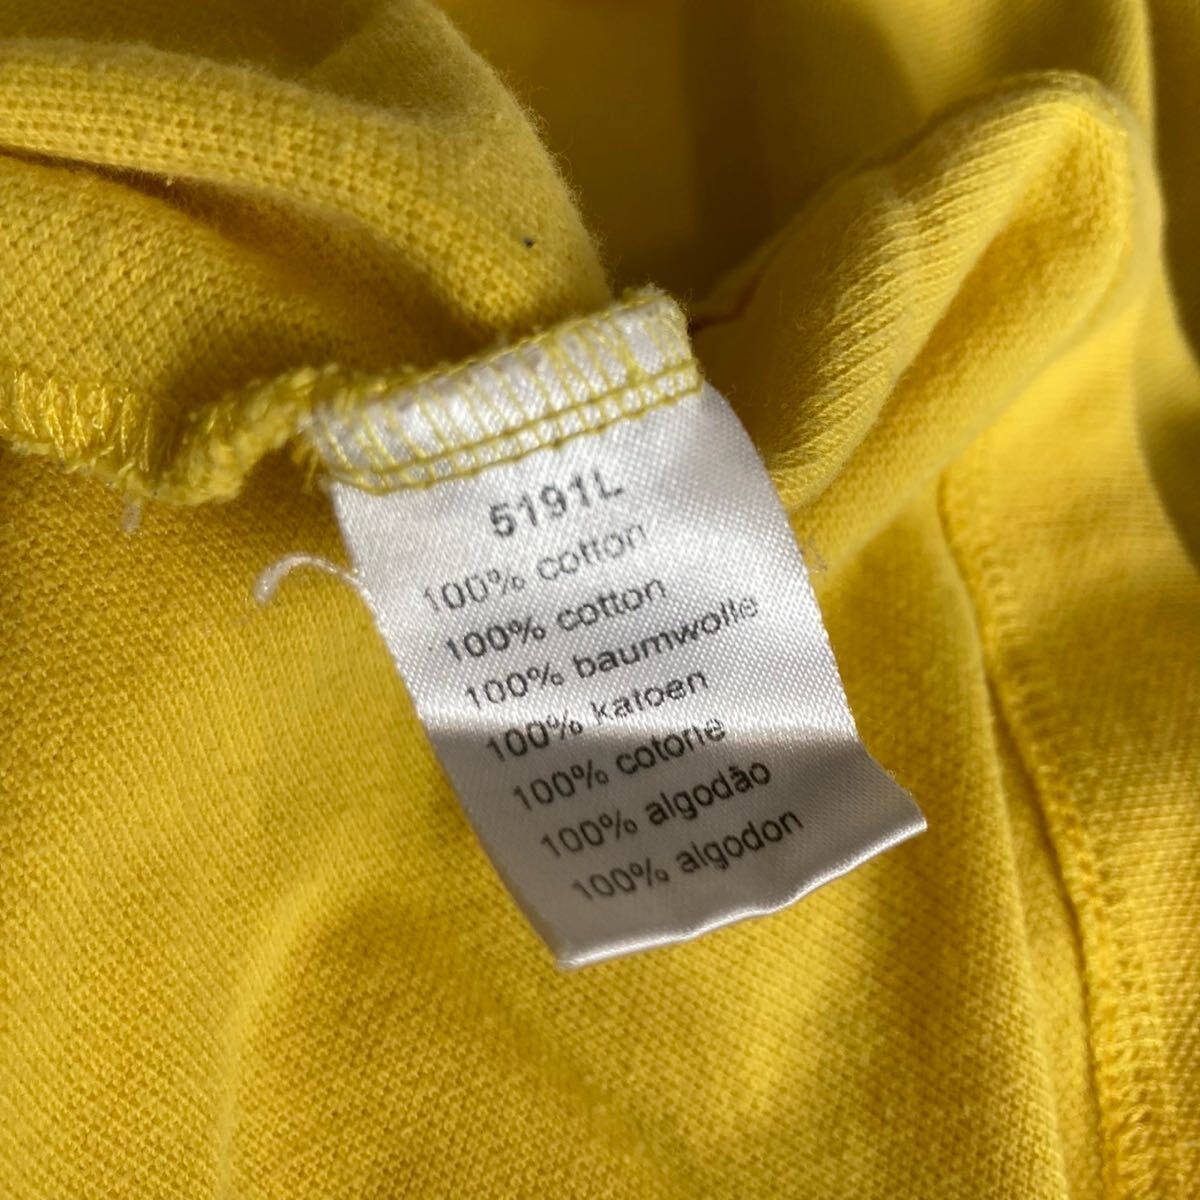 5191L
100% cotton
100% cotton
100% baumwolle
100% katoen
100% cotone
100% algodão
100% algodon